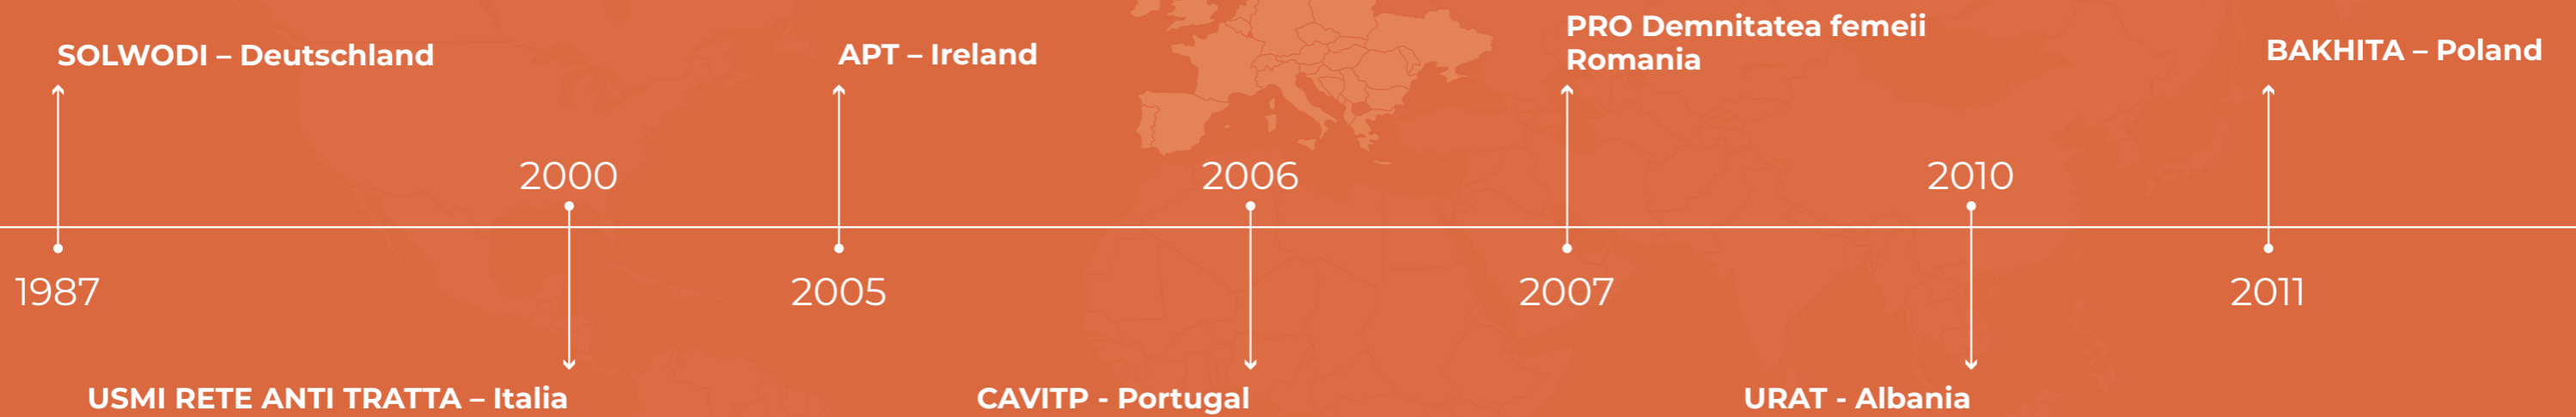 SOLWODI – Deutschland
1987
2000
USMI RETE ANTI TRATTA – Italia
APT – Ireland
2005
2006
CAVITP - Portugal
PRO Demnitatea femeii
Romania
2007
2010
URAT - Albania
BAKHITA – Poland
2011